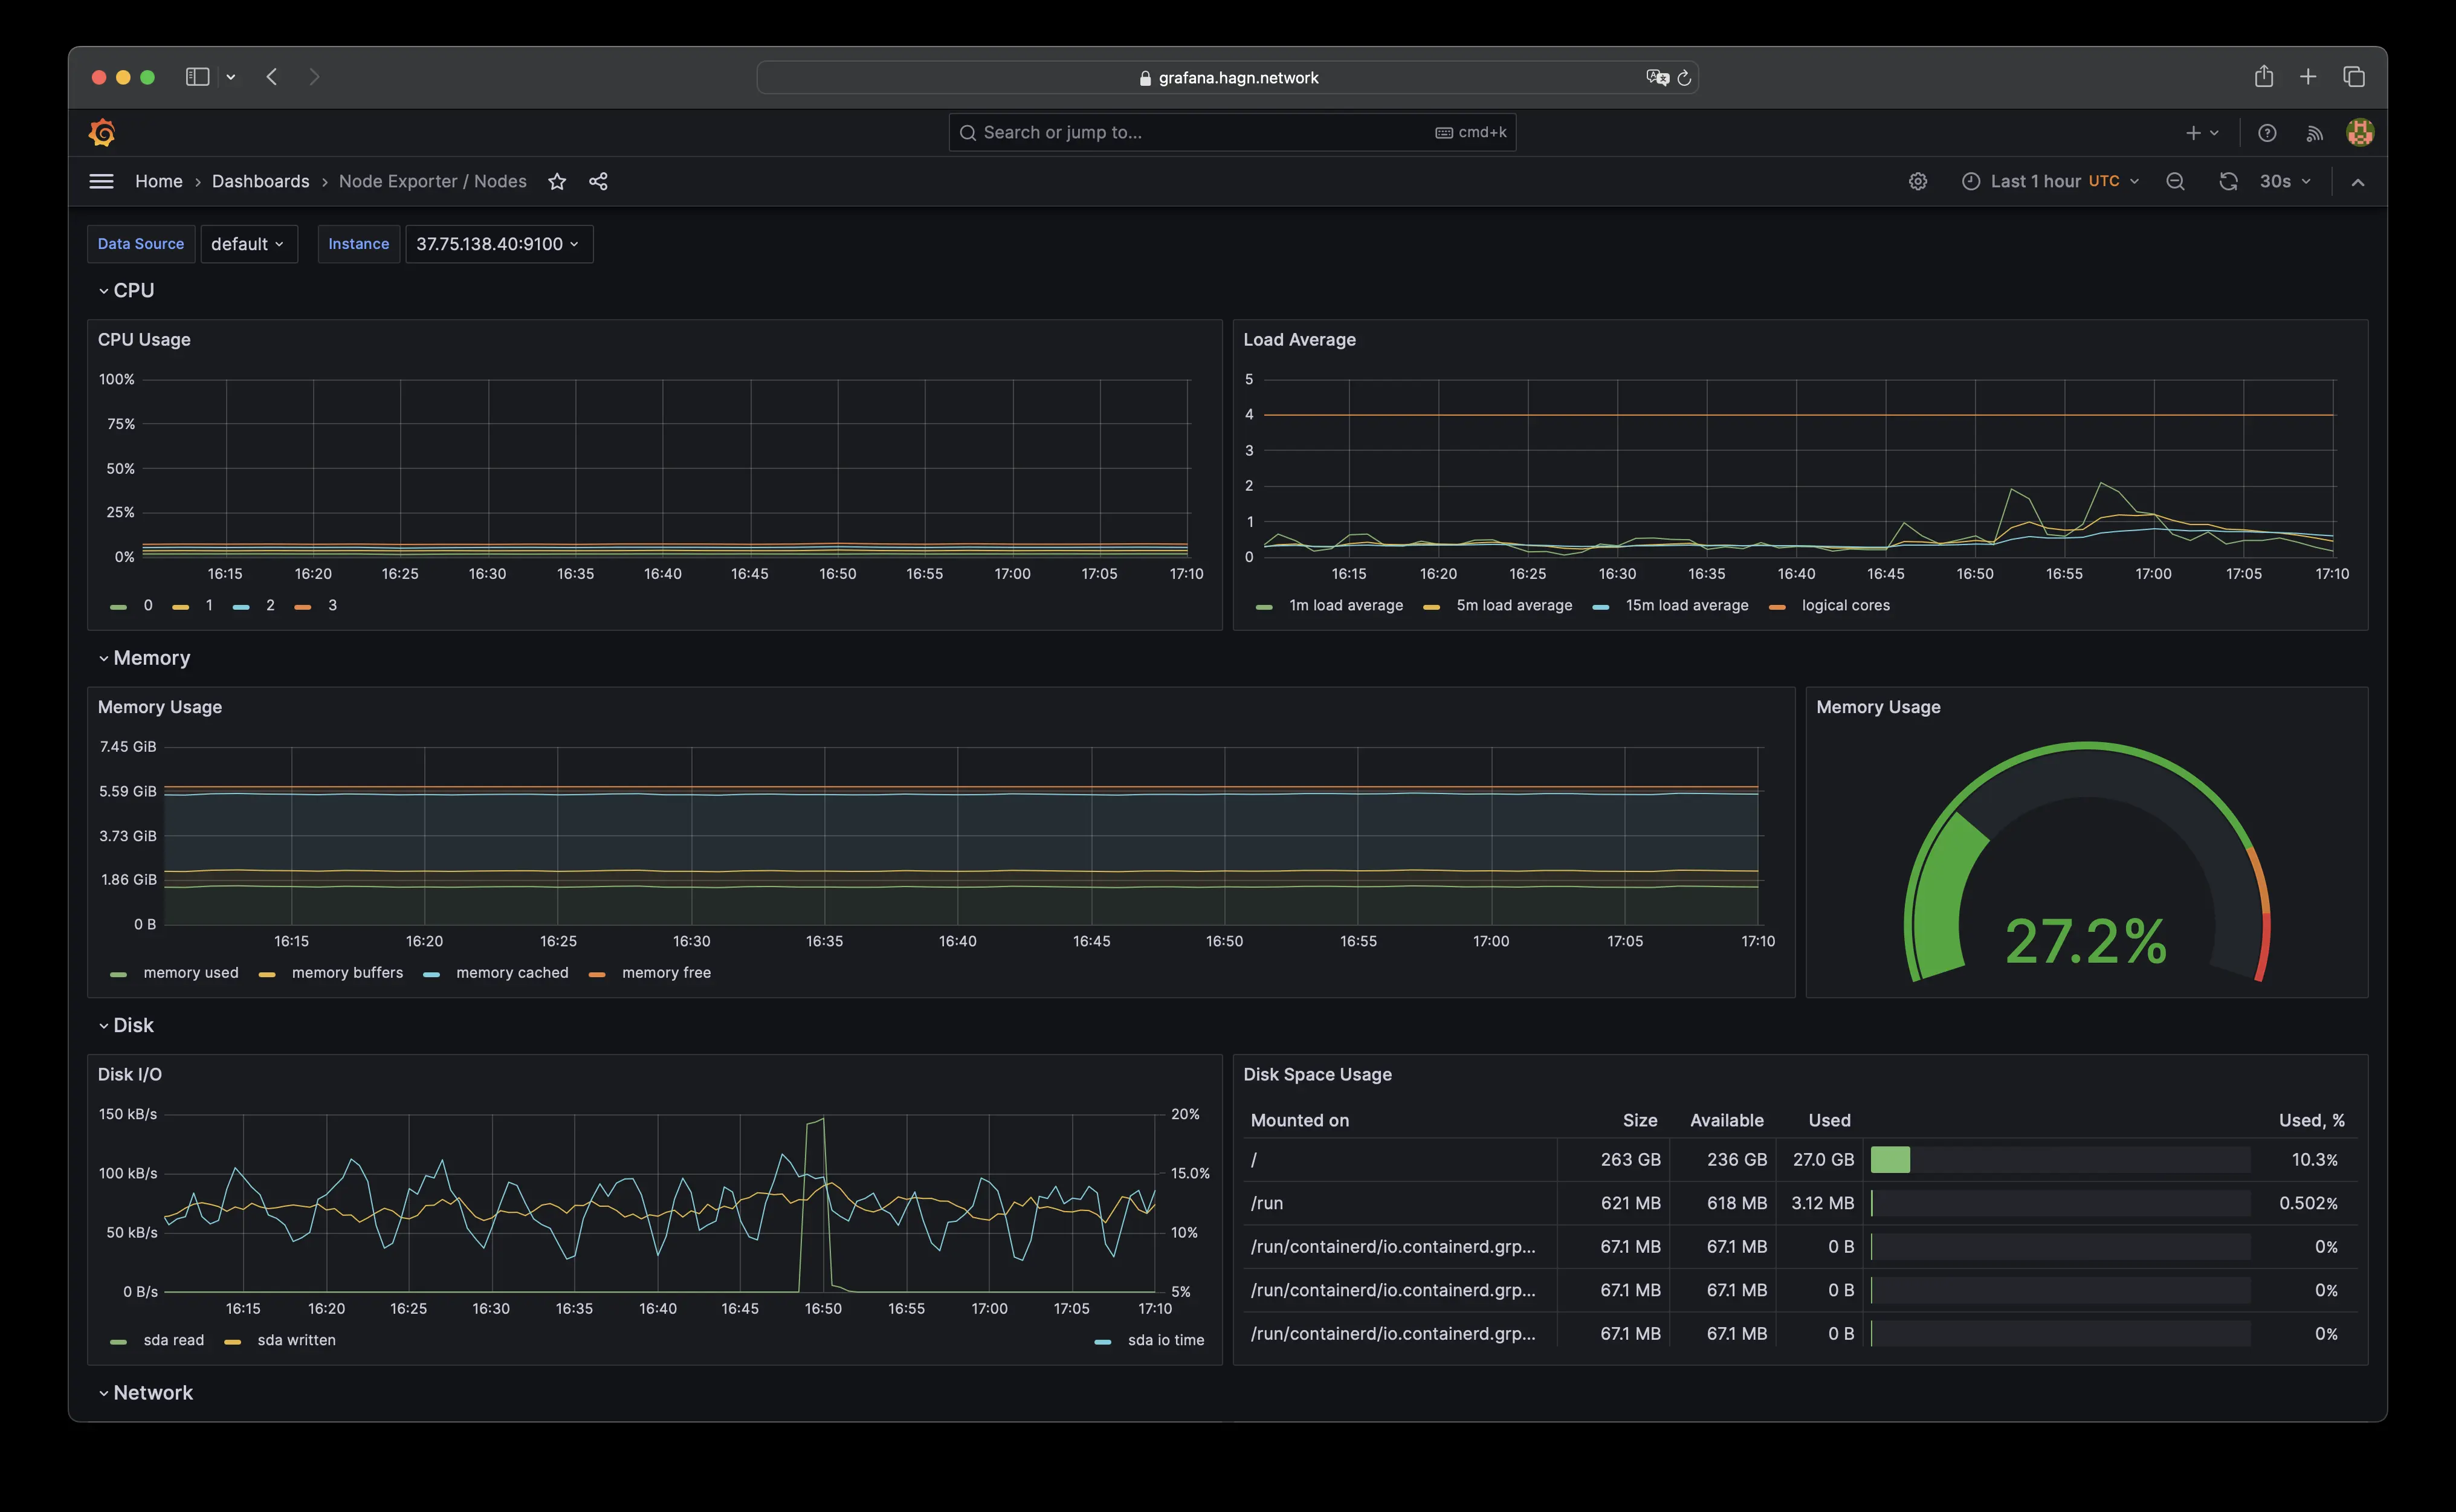 grafana.hagn.network
Search or jump to... cmd+k
Home › Dashboards › Node Exporter / Nodes
Last 1 hour UTC 30s
Data Source default Instance 37.75.138.40:9100
CPU
CPU Usage
100%
75%
50%
25%
0%
16:15 16:20 16:25 16:30 16:35 16:40 16:45 16:50 16:55 17:00 17:05 17:10
0 1 2 3
Load Average
5
4
3
2
1
0
16:15 16:20 16:25 16:30 16:35 16:40 16:45 16:50 16:55 17:00 17:05 17:10
1m load average 5m load average 15m load average logical cores
Memory
Memory Usage
7.45 GiB
5.59 GiB
3.73 GiB
1.86 GiB
0 B
16:15 16:20 16:25 16:30 16:35 16:40 16:45 16:50 16:55 17:00 17:05 17:10
memory used memory buffers memory cached memory free
Memory Usage
27.2%
Disk
Disk I/O
150 kB/s 20%
100 kB/s 15.0%
50 kB/s 10%
0 B/s 5%
16:15 16:20 16:25 16:30 16:35 16:40 16:45 16:50 16:55 17:00 17:05 17:10
sda read sda written sda io time
Disk Space Usage
Mounted on Size Available Used Used, %
/ 263 GB 236 GB 27.0 GB 10.3%
/run 621 MB 618 MB 3.12 MB 0.502%
/run/containerd/io.containerd.grp... 67.1 MB 67.1 MB 0 B 0%
/run/containerd/io.containerd.grp... 67.1 MB 67.1 MB 0 B 0%
/run/containerd/io.containerd.grp... 67.1 MB 67.1 MB 0 B 0%
Network